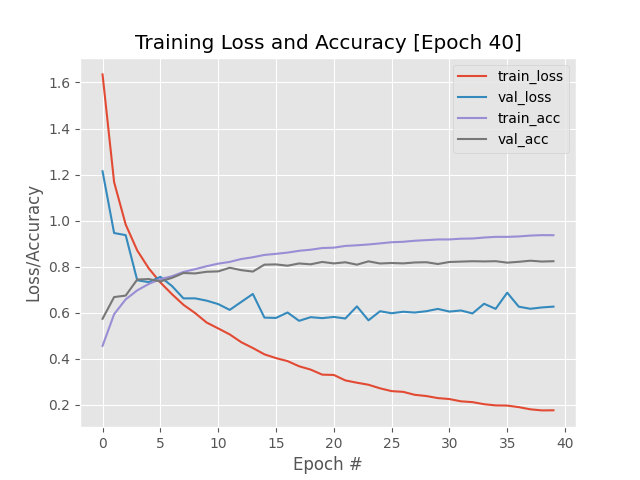 Training Loss and Accuracy [Epoch 40]
train_loss
val_loss
train_acc
val_acc
1.6
1.4
1.2
1.0
0.8
0.6
0.4
0.2
Loss/Accuracy
0 5 10 15 20 25 30 35 40
Epoch #